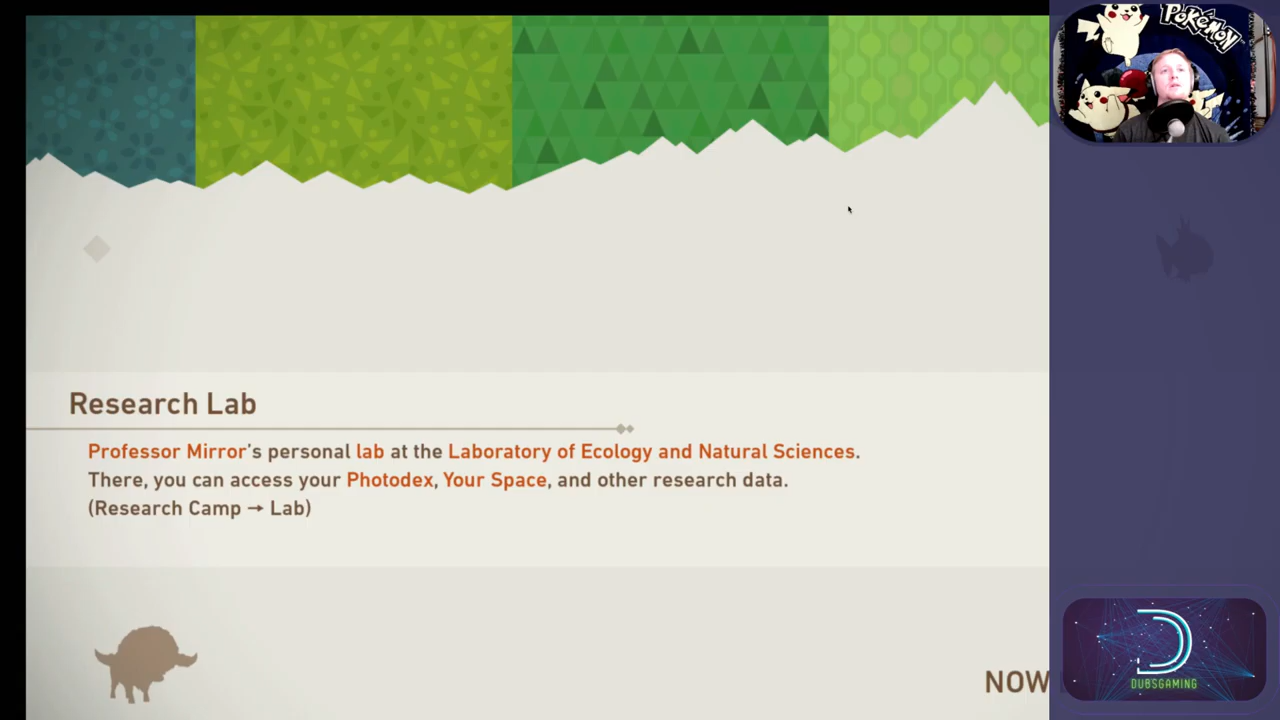 POKéMON
Research Lab
Professor Mirror's personal lab at the Laboratory of Ecology and Natural Sciences.
There, you can access your Photodex, Your Space, and other research data.
(Research Camp → Lab)
NOW
DUBSGAMING